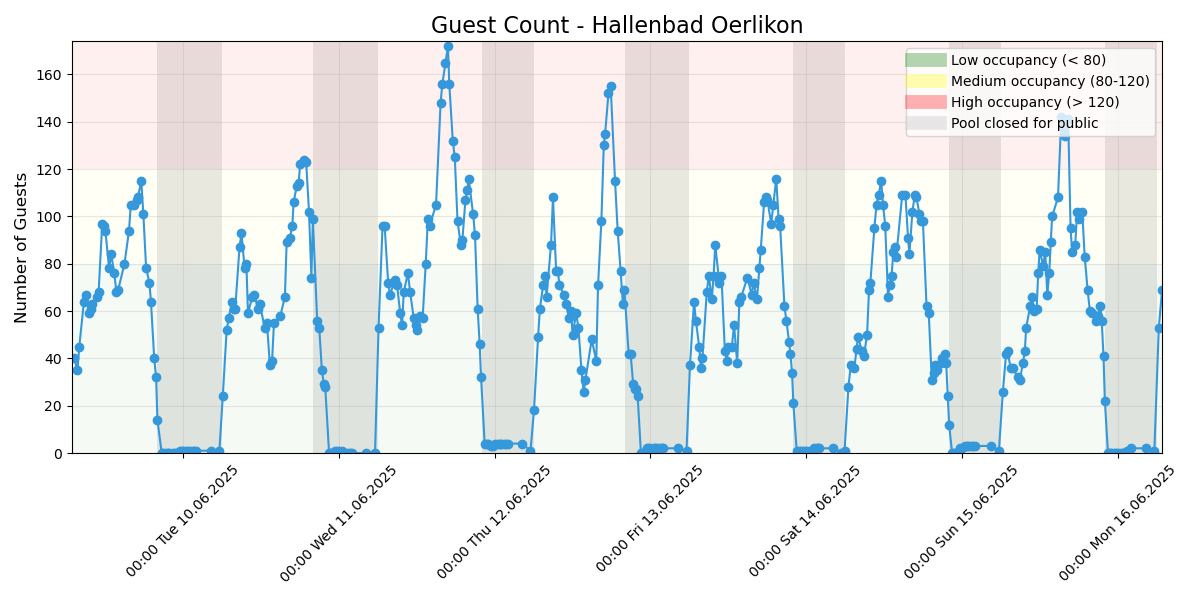 Guest Count - Hallenbad Oerlikon
Low occupancy (< 80)
Medium occupancy (80-120)
High occupancy (> 120)
Pool closed for public
Number of Guests
160
140
120
100
80
60
40
20
0
00:00 Tue 10.06.2025
00:00 Wed 11.06.2025
00:00 Thu 12.06.2025
00:00 Fri 13.06.2025
00:00 Sat 14.06.2025
00:00 Sun 15.06.2025
00:00 Mon 16.06.2025